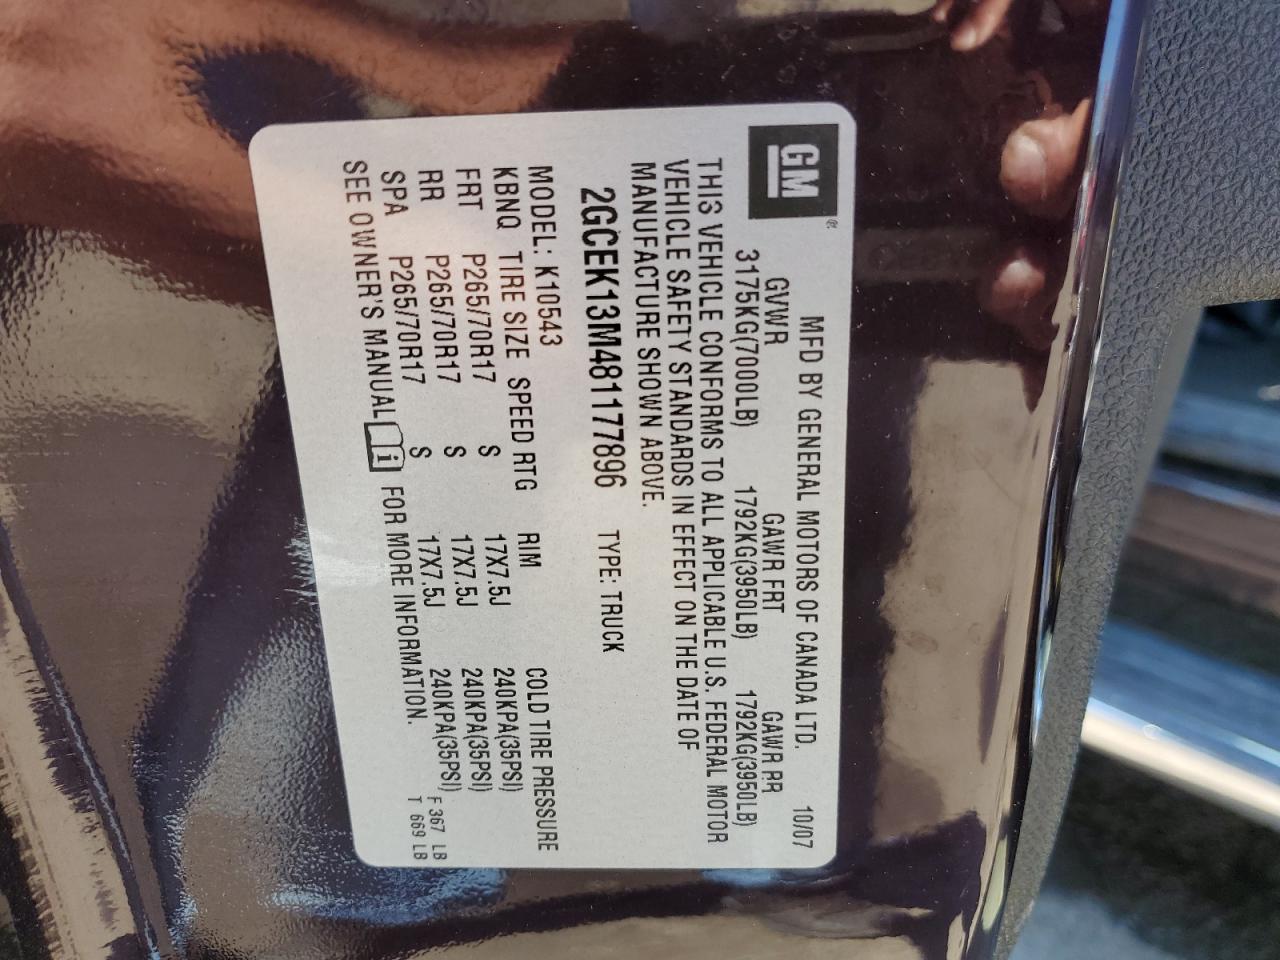 GM®
MFD BY GENERAL MOTORS OF CANADA LTD. 10/07
GVWR GAWR FRT GAWR RR
3175KG(7000LB) 1792KG(3950LB) 1792KG(3950LB)
THIS VEHICLE CONFORMS TO ALL APPLICABLE U.S. FEDERAL MOTOR
VEHICLE SAFETY STANDARDS IN EFFECT ON THE DATE OF
MANUFACTURE SHOWN ABOVE.
2GCEK13M481177896 TYPE: TRUCK
MODEL: K10543
KBNQ TIRE SIZE SPEED RTG RIM COLD TIRE PRESSURE
FRT P265/70R17 S 17X7.5J 240KPA(35PSI)
RR P265/70R17 S 17X7.5J 240KPA(35PSI)
SPA P265/70R17 S 17X7.5J 240KPA(35PSI) F 367 LB
SEE OWNER'S MANUAL i FOR MORE INFORMATION. T 669 LB